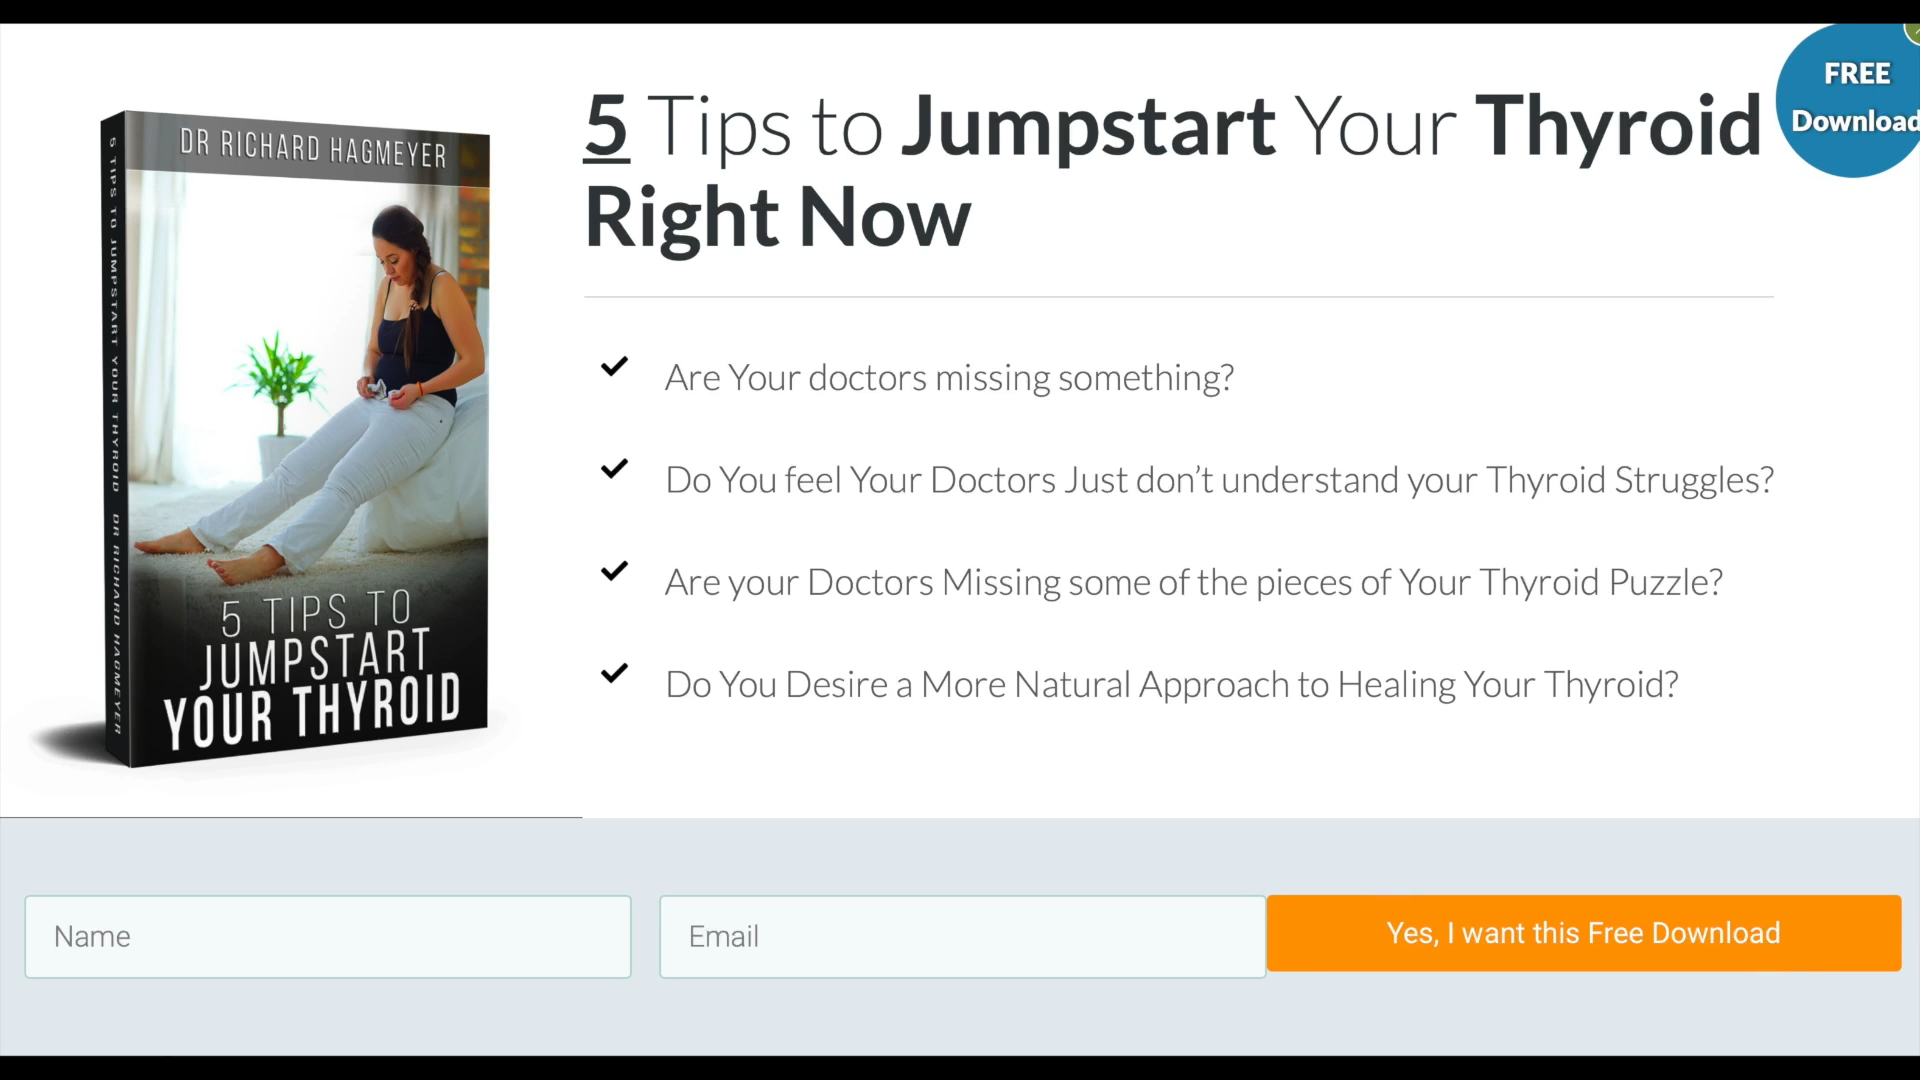 FREE
Download
5 Tips to Jumpstart Your Thyroid
Right Now
DR RICHARD HAGMEYER
5 TIPS TO JUMPSTART YOUR THYROID DR RICHARD HAGMEYER
5 TIPS TO
JUMPSTART
YOUR THYROID
Are Your doctors missing something?
Do You feel Your Doctors Just don’t understand your Thyroid Struggles?
Are your Doctors Missing some of the pieces of Your Thyroid Puzzle?
Do You Desire a More Natural Approach to Healing Your Thyroid?
Name
Email
Yes, I want this Free Download